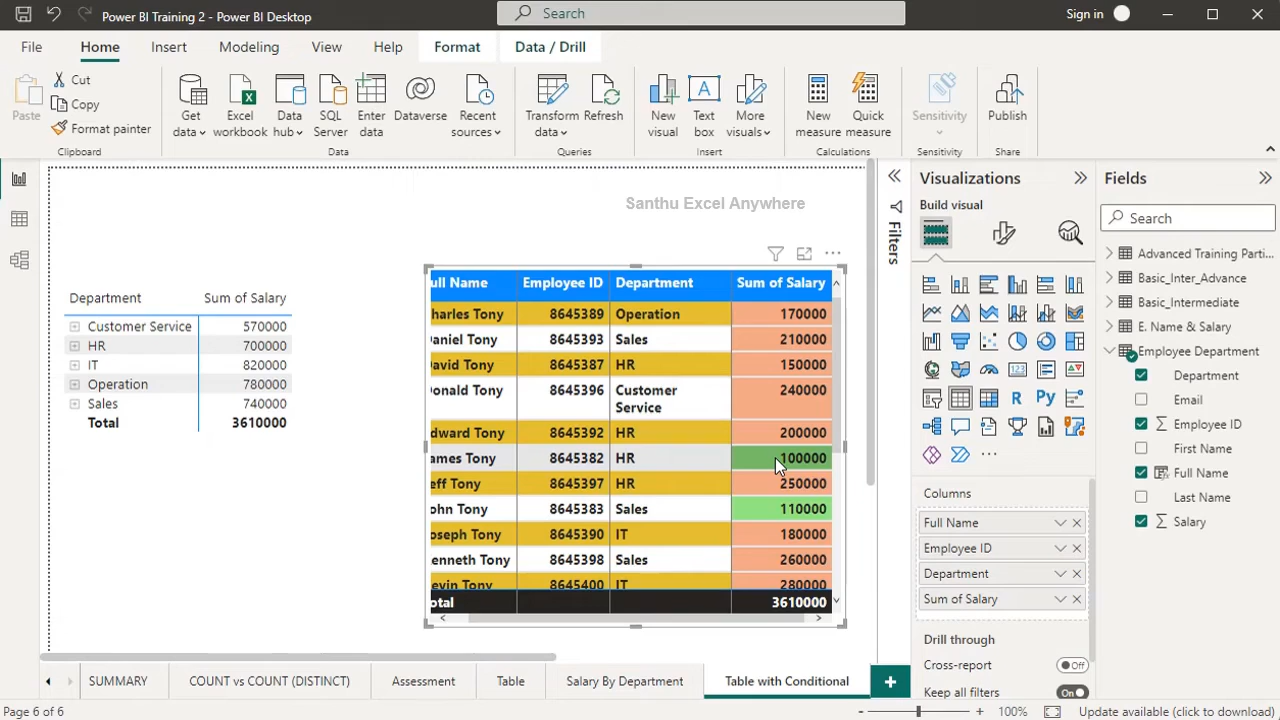 Power BI Training 2 - Power BI Desktop
Search
Sign in
File
Home
Insert
Modeling
View
Help
Format
Data / Drill
Paste
Cut
Copy
Format painter
Clipboard
Get data
Excel workbook
Data hub
SQL Server
Enter data
Dataverse
Recent sources
Data
Transform data
Refresh
Queries
New visual
Text box
More visuals
Insert
New measure
Quick measure
Calculations
Sensitivity
Sensitivity
Publish
Share
Santhu Excel Anywhere
Department Sum of Salary
Customer Service 570000
HR 700000
IT 820000
Operation 780000
Sales 740000
Total 3610000
ull Name Employee ID Department Sum of Salary
harles Tony 8645389 Operation 170000
aniel Tony 8645393 Sales 210000
avid Tony 8645387 HR 150000
onald Tony 8645396 Customer 240000
Service
dward Tony 8645392 HR 200000
ames Tony 8645382 HR 100000
eff Tony 8645397 HR 250000
ohn Tony 8645383 Sales 110000
oseph Tony 8645390 IT 180000
enneth Tony 8645398 Sales 260000
evin Tony 8645400 IT 280000
otal 3610000
Filters
Visualizations
Build visual
R
Py
123
Columns
Full Name
Employee ID
Department
Sum of Salary
Drill through
Cross-report Off
Keep all filters On
Fields
Search
Advanced Training Parti...
Basic_Inter_Advance
Basic_Intermediate
E. Name & Salary
Employee Department
Department
Email
Σ Employee ID
First Name
Full Name
Last Name
Σ Salary
SUMMARY
COUNT vs COUNT (DISTINCT)
Assessment
Table
Salary By Department
Table with Conditional
Page 6 of 6
100%
Update available (click to download)